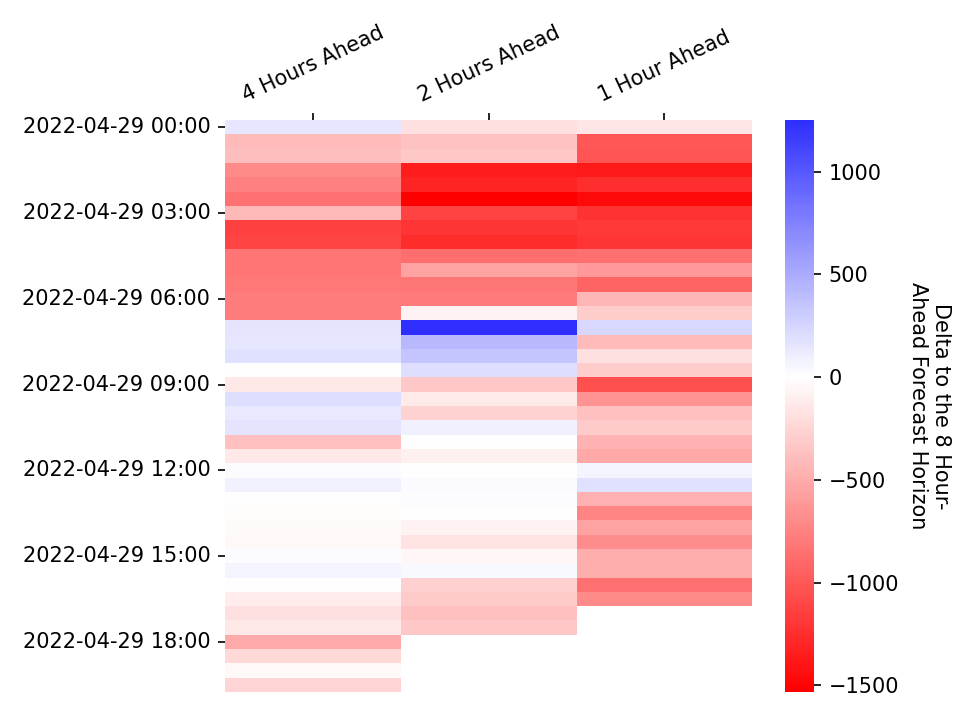 4 Hours Ahead
2 Hours Ahead
1 Hour Ahead
2022-04-29 00:00
2022-04-29 03:00
2022-04-29 06:00
2022-04-29 09:00
2022-04-29 12:00
2022-04-29 15:00
2022-04-29 18:00
1000
500
0
−500
−1000
−1500
Delta to the 8 Hour-
Ahead Forecast Horizon